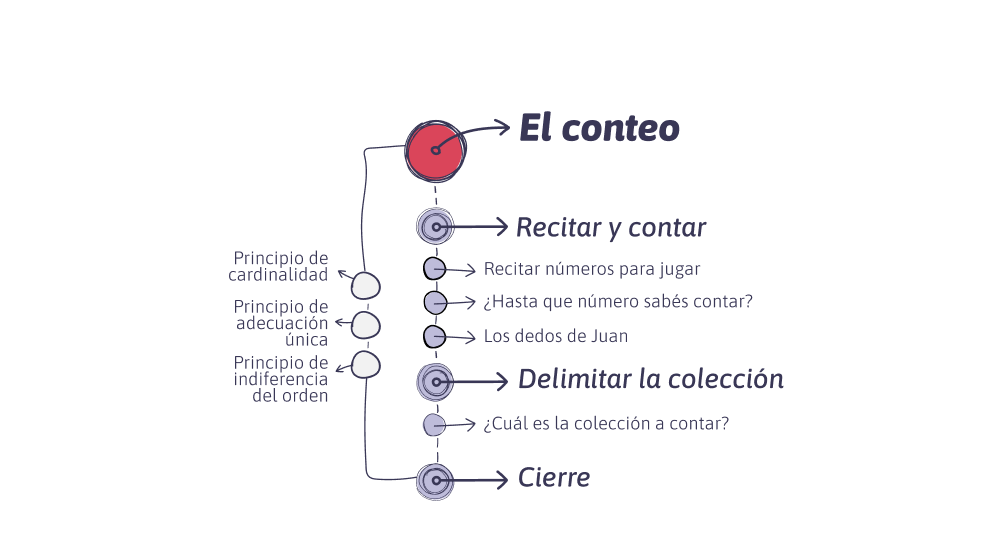 El conteo
Recitar y contar
Recitar números para jugar
¿Hasta que número sabés contar?
Los dedos de Juan
Delimitar la colección
¿Cuál es la colección a contar?
Cierre
Principio de
cardinalidad
Principio de
adecuación
única
Principio de
indiferencia
del orden